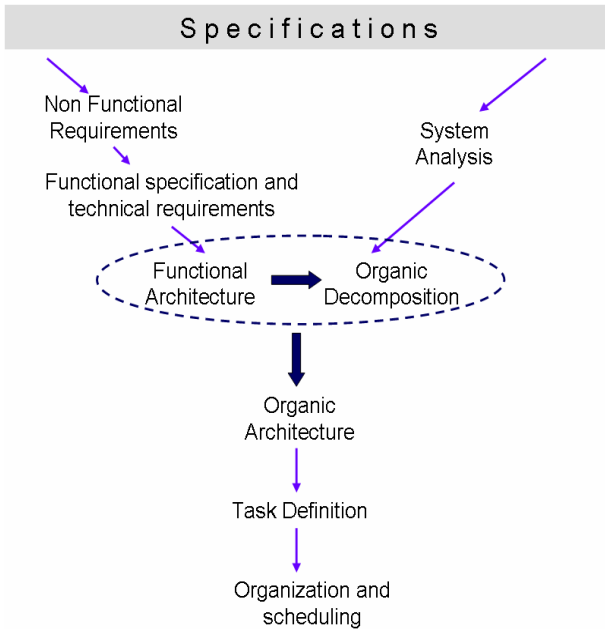 Specifications
Non Functional
Requirements
System
Analysis
Functional specification and
technical requirements
Functional
Architecture
Organic
Decomposition
Organic
Architecture
Task Definition
Organization and
scheduling